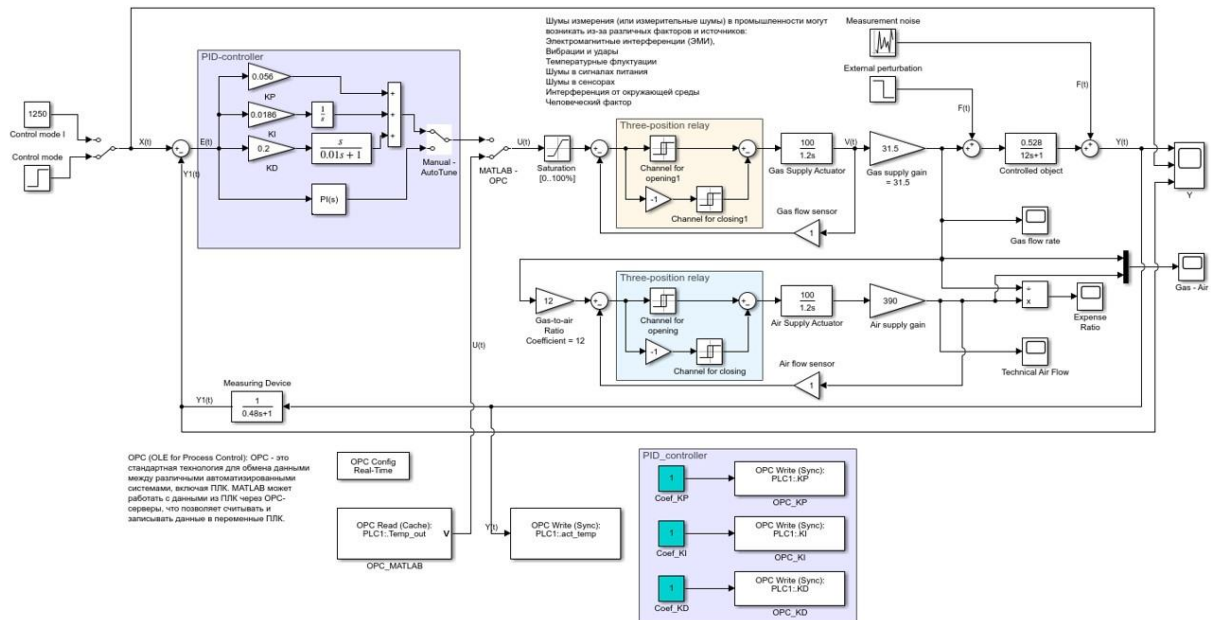 Шумы измерения (или измерительные шумы) в промышленности могут
возникать из-за различных факторов и источников:
Электромагнитные интерференции (ЭМИ),
Вибрации и удары
Температурные флуктуации
Шумы в сигналах питания
Шумы в сенсорах
Интерференция от окружающей среды
Человеческий фактор
Measurement noise
External perturbation
F(t)
F(t)
PID-controller
0.056
KP
0.0186
KI
1
s
0.2
KD
s
0.01s + 1
PI(s)
+
+
+
Manual -
AutoTune
1250
Control mode I
Control mode
X(t)
E(t)
Y1(t)
MATLAB -
OPC
U(t)
Saturation
[0..100%]
Three-position relay
Channel for
opening1
-1
Channel for closing1
100
1.2s
Gas Supply Actuator
V(t)
31.5
Gas supply gain
= 31.5
0.528
12s+1
Controlled object
Y(t)
Y
Gas flow sensor
1
Gas flow rate
12
Gas-to-air
Ratio
Coefficient = 12
Three-position relay
Channel for
opening
-1
Channel for closing
100
1.2s
Air Supply Actuator
390
Air supply gain
÷
x
Expense
Ratio
Gas - Air
Technical Air Flow
Air flow sensor
1
U(t)
Measuring Device
1
0.48s+1
Y1(t)
OPC (OLE for Process Control): OPC - это
стандартная технология для обмена данными
между различными автоматизированными
системами, включая ПЛК. MATLAB может
работать с данными из ПЛК через OPC-
серверы, что позволяет считывать и
записывать данные в переменные ПЛК.
OPC Config
Real-Time
OPC Read (Cache):
PLC1:.Temp_out
V
OPC_MATLAB
Y(t)
OPC Write (Sync):
PLC1:.act_temp
PID_controller
1
Coef_KP
OPC Write (Sync):
PLC1:.KP
OPC_KP
1
Coef_KI
OPC Write (Sync):
PLC1:.KI
OPC_KI
1
Coef_KD
OPC Write (Sync):
PLC1:.KD
OPC_KD